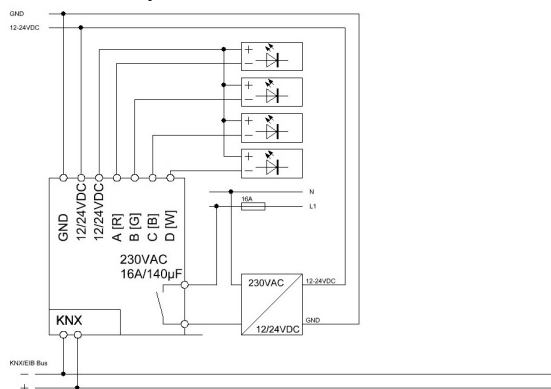 GND
12-24VDC
+
−
+
−
+
−
+
−
GND
12/24VDC
12/24VDC
A [R]
B [G]
C [B]
D [W]
N
16A
L1
230VAC
16A/140µF
230VAC
12/24VDC
12-24VDC
GND
KNX
KNX/EIB Bus
−
+